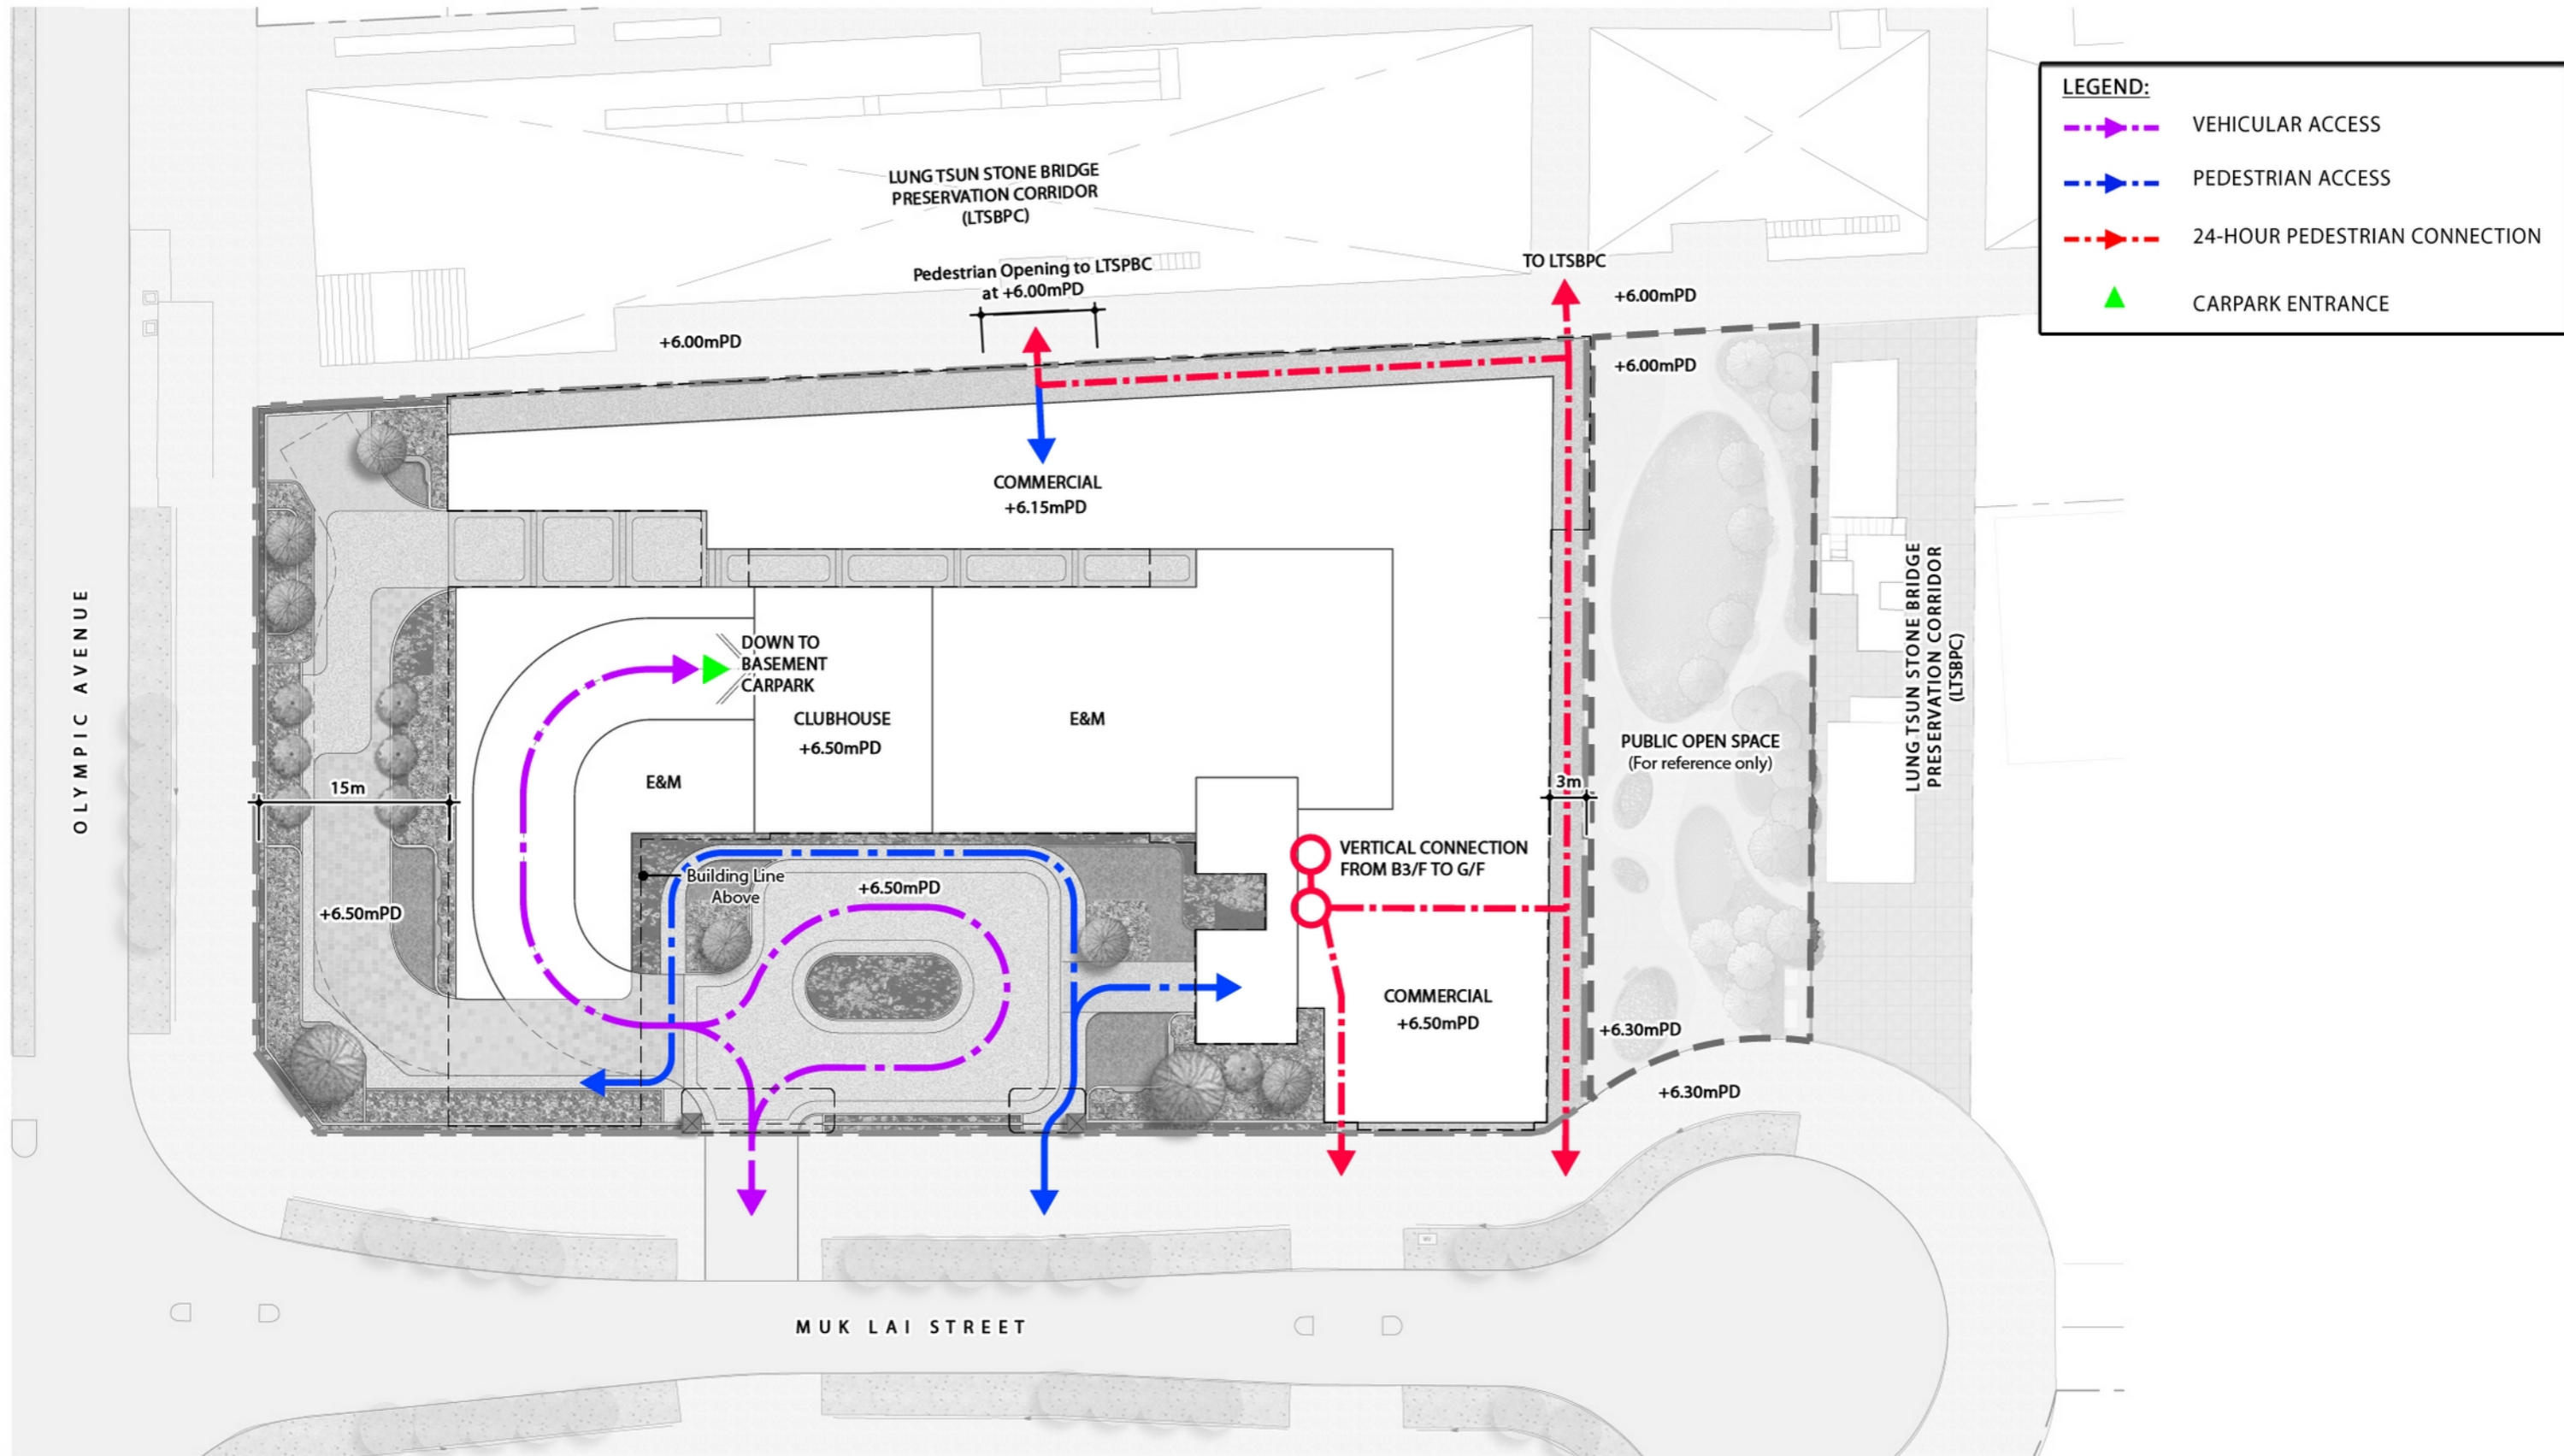 LEGEND:
VEHICULAR ACCESS
PEDESTRIAN ACCESS
24-HOUR PEDESTRIAN CONNECTION
CARPARK ENTRANCE
LUNG TSUN STONE BRIDGE
PRESERVATION CORRIDOR
(LTSBPC)
Pedestrian Opening to LTSPBC
at +6.00mPD
TO LTSBPC
+6.00mPD
+6.00mPD
+6.00mPD
COMMERCIAL
+6.15mPD
OLYMPIC AVENUE
DOWN TO
BASEMENT
CARPARK
CLUBHOUSE
+6.50mPD
E&M
E&M
15m
3m
PUBLIC OPEN SPACE
(For reference only)
LUNG TSUN STONE BRIDGE
PRESERVATION CORRIDOR
(LTSBPC)
VERTICAL CONNECTION
FROM B3/F TO G/F
Building Line
Above
+6.50mPD
+6.50mPD
COMMERCIAL
+6.50mPD
+6.30mPD
+6.30mPD
MUK LAI STREET